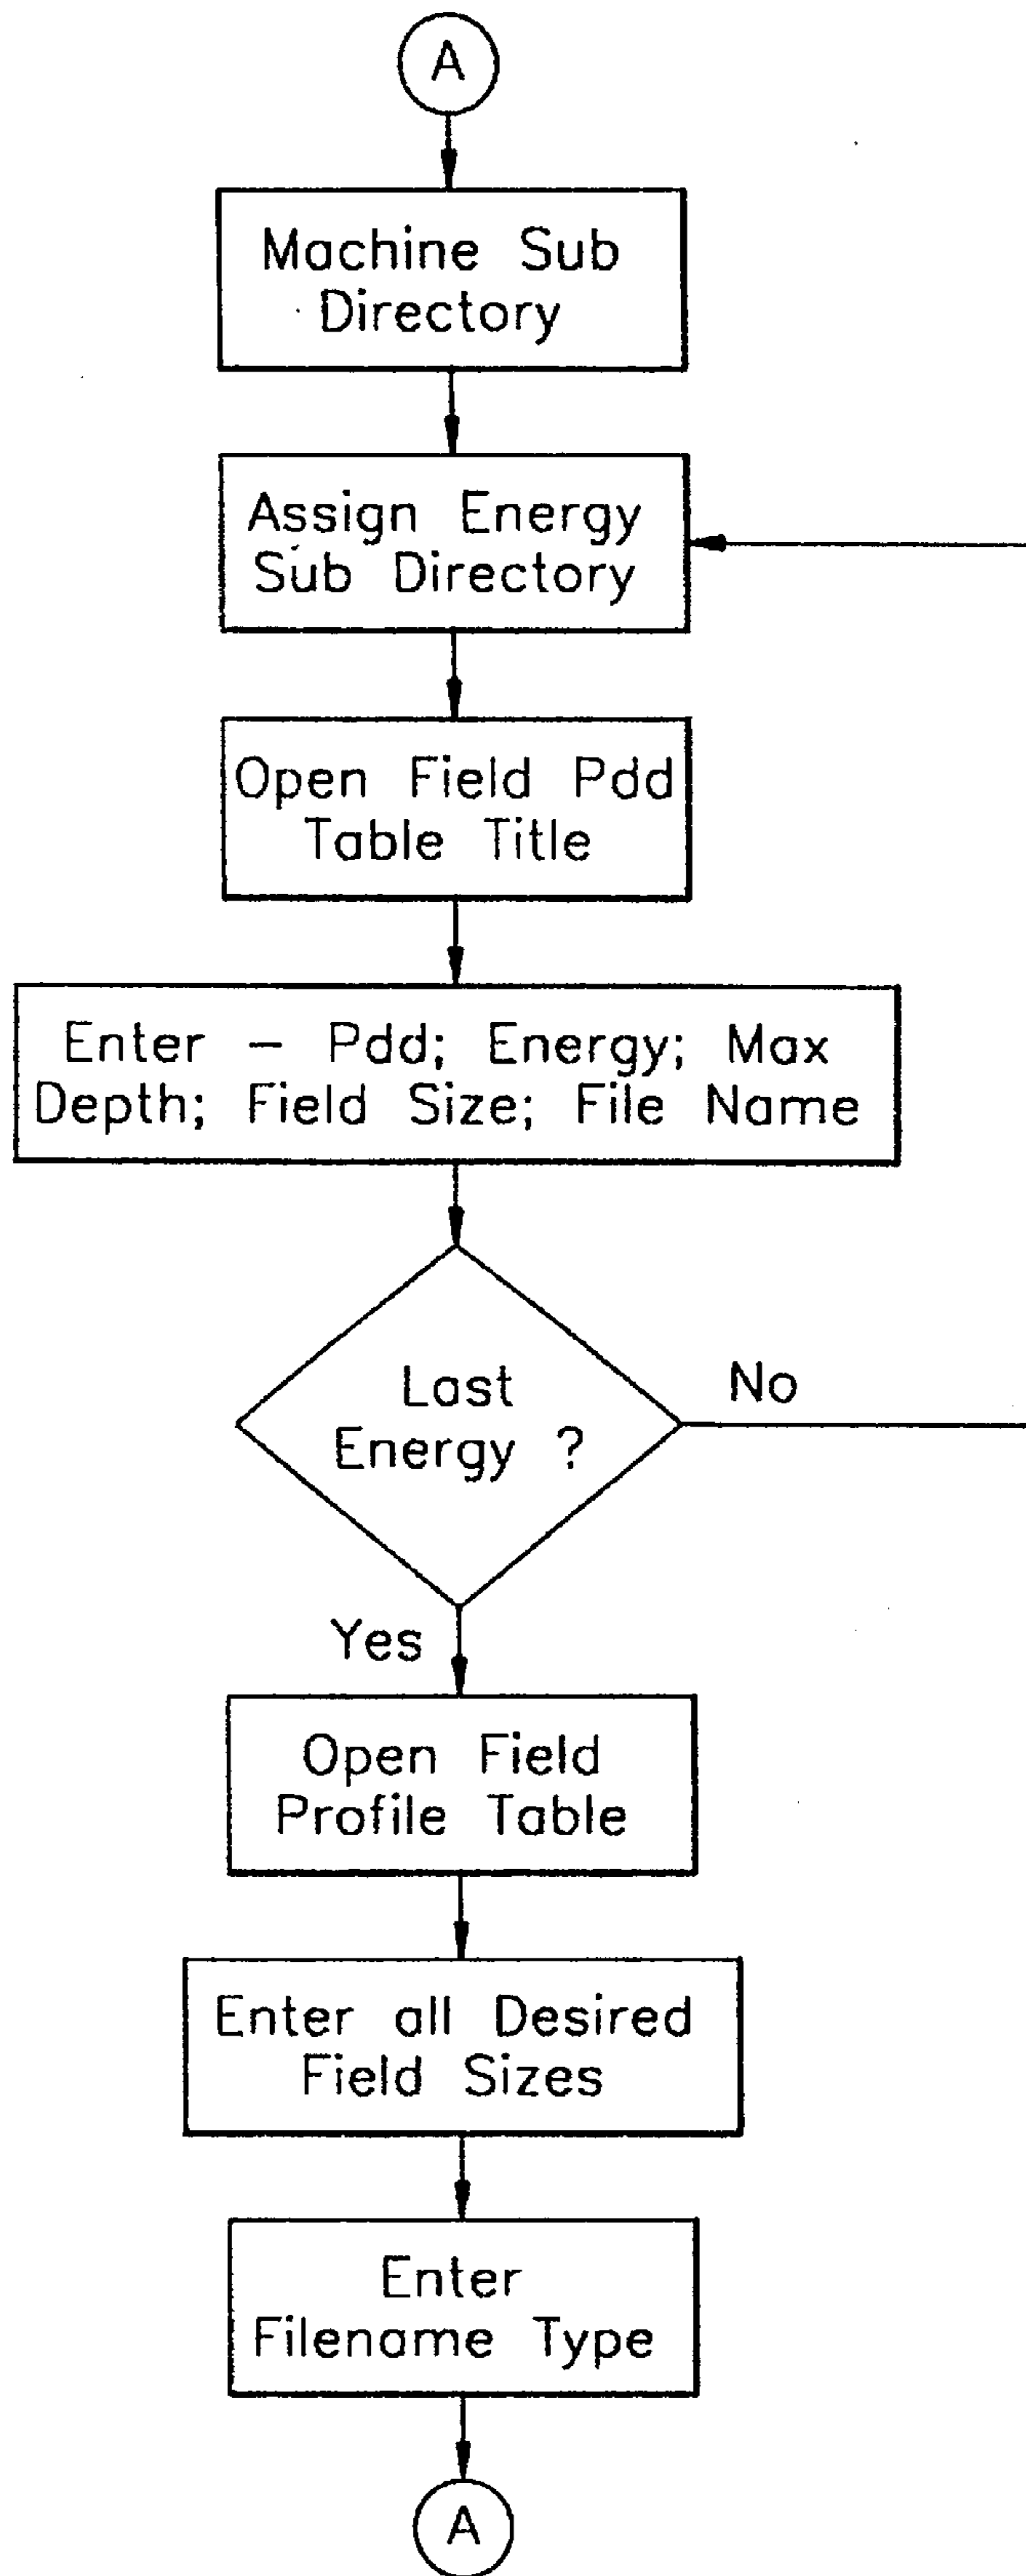 A
Machine Sub
Directory
Assign Energy
Sub Directory
Open Field Pdd
Table Title
Enter – Pdd; Energy; Max
Depth; Field Size; File Name
Last
Energy ?
No
Yes
Open Field
Profile Table
Enter all Desired
Field Sizes
Enter
Filename Type
A